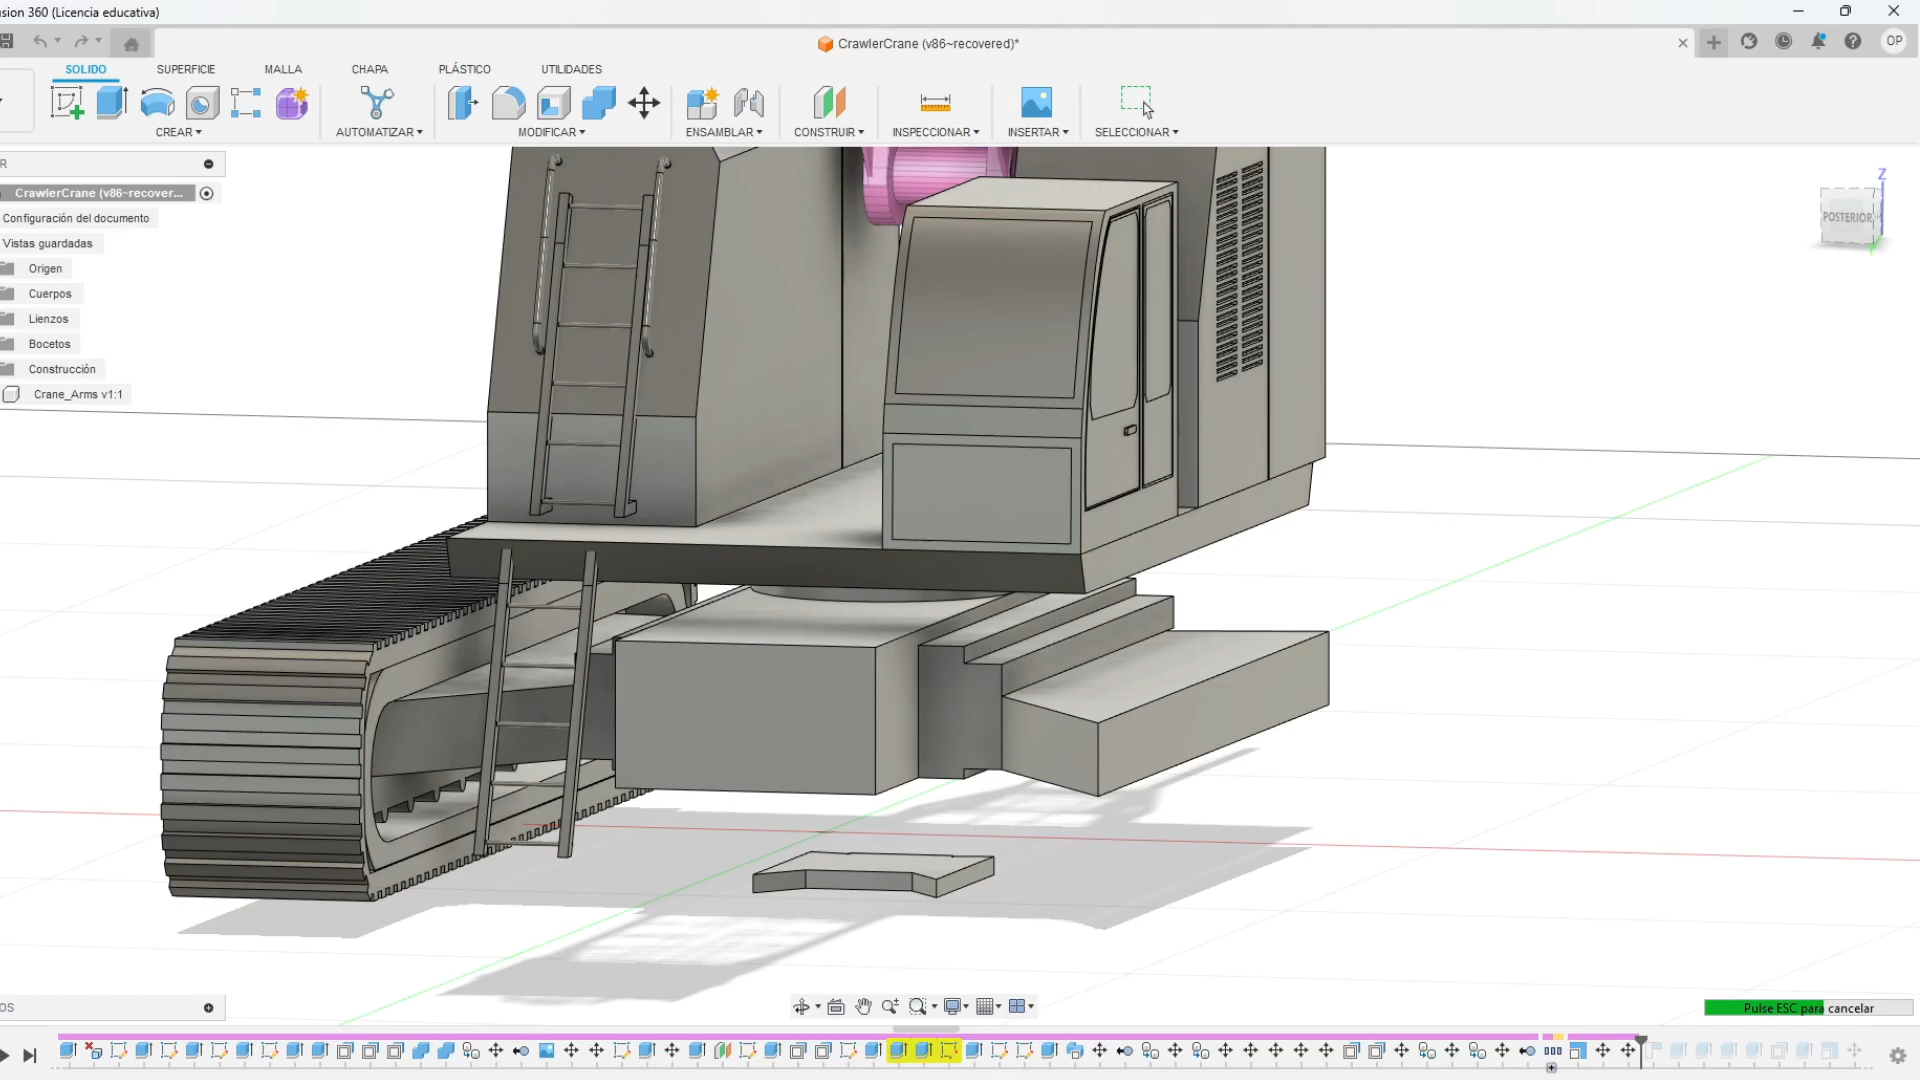 usion 360 (Licencia educativa)
CrawlerCrane (v86~recovered)*
OP
SOLIDO SUPERFICIE MALLA CHAPA PLÁSTICO UTILIDADES
CREAR AUTOMATIZAR MODIFICAR ENSAMBLAR CONSTRUIR INSPECCIONAR INSERTAR SELECCIONAR
R
CrawlerCrane (v86~recover...
Configuración del documento
Vistas guardadas
Origen
Cuerpos
Lienzos
Bocetos
Construcción
Crane_Arms v1:1
Z
POSTERIOR
OS
Pulse ESC para cancelar